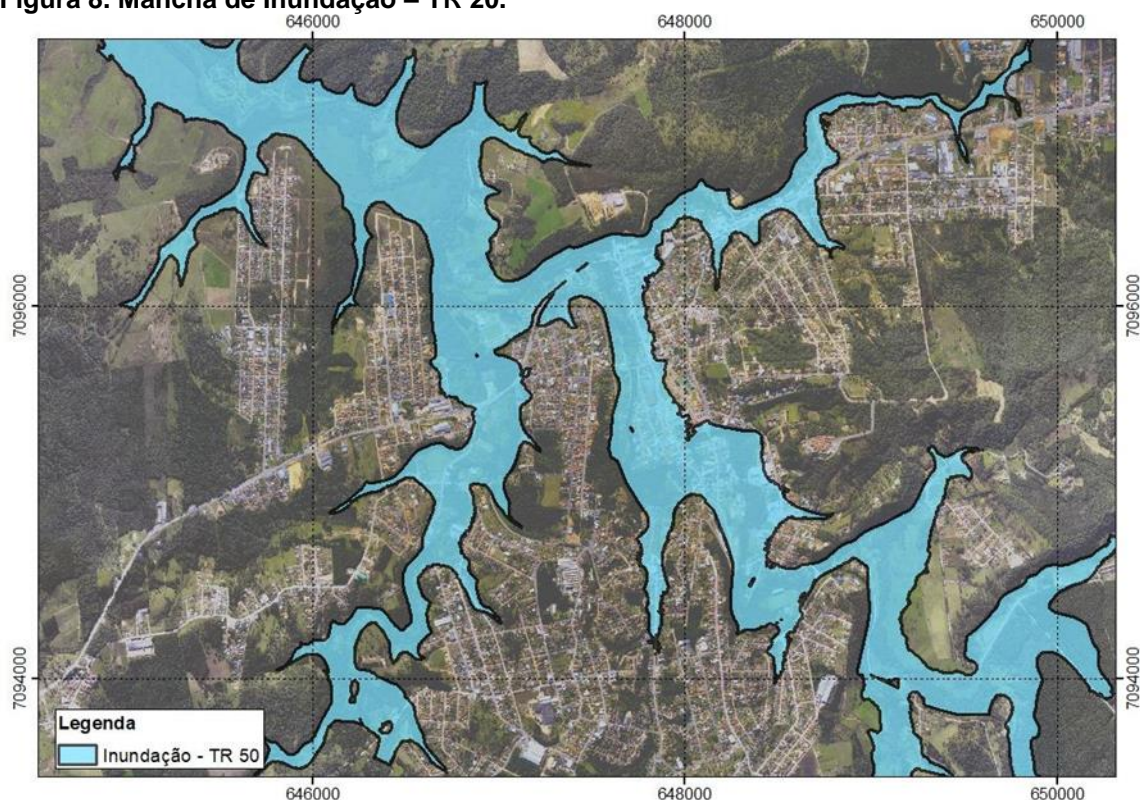 Figura 8. Mancha de Inundação – TR 20.
646000 648000 650000
7096000 7096000
7094000 7094000
Legenda
Inundação - TR 50
646000 648000 650000